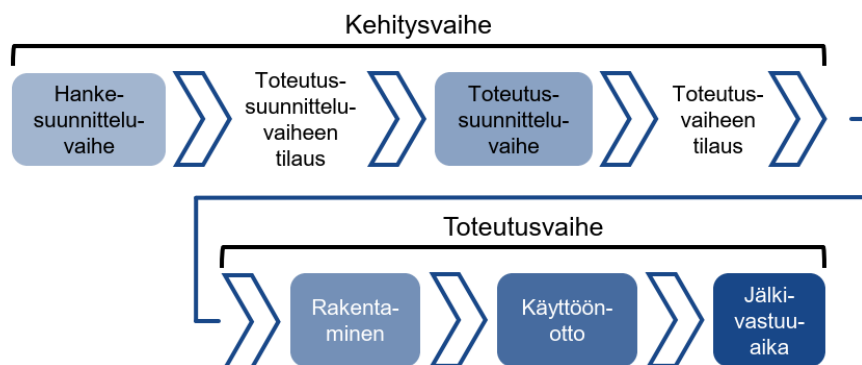 Kehitysvaihe
Hanke-
suunnittelu-
vaihe
Toteutus-
suunnittelu-
vaiheen
tilaus
Toteutus-
suunnittelu-
vaihe
Toteutus-
vaiheen
tilaus
Toteutusvaihe
Rakenta-
minen
Käyttöön-
otto
Jälki-
vastuu-
aika